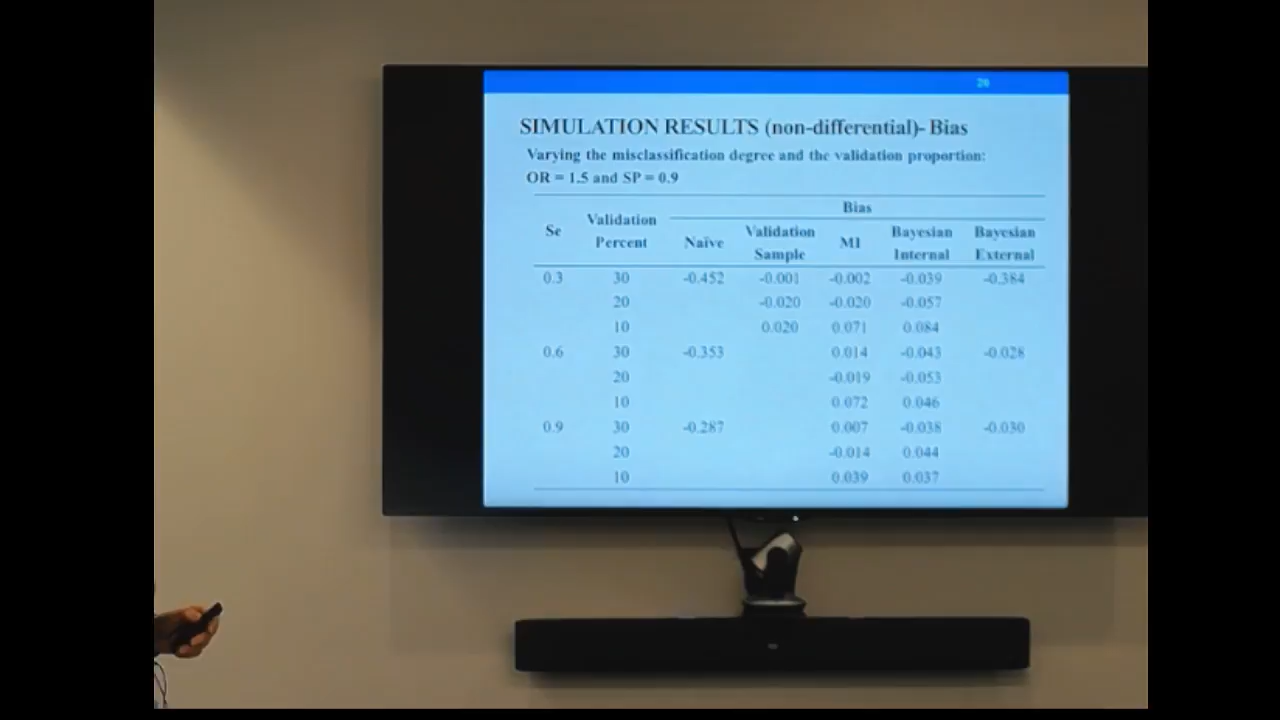 20
SIMULATION RESULTS (non-differential)- Bias
Varying the misclassification degree and the validation proportion:
OR = 1.5 and SP = 0.9
Se Validation Percent Bias
Naïve Validation Sample MI Bayesian Internal Bayesian External
0.3 30 -0.452 -0.001 -0.002 -0.039 -0.384
20 -0.020 -0.020 -0.057
10 0.020 0.071 0.084
0.6 30 -0.353 0.014 -0.043 -0.028
20 -0.019 -0.053
10 0.072 0.046
0.9 30 -0.287 0.007 -0.038 -0.030
20 -0.014 0.044
10 0.039 0.037